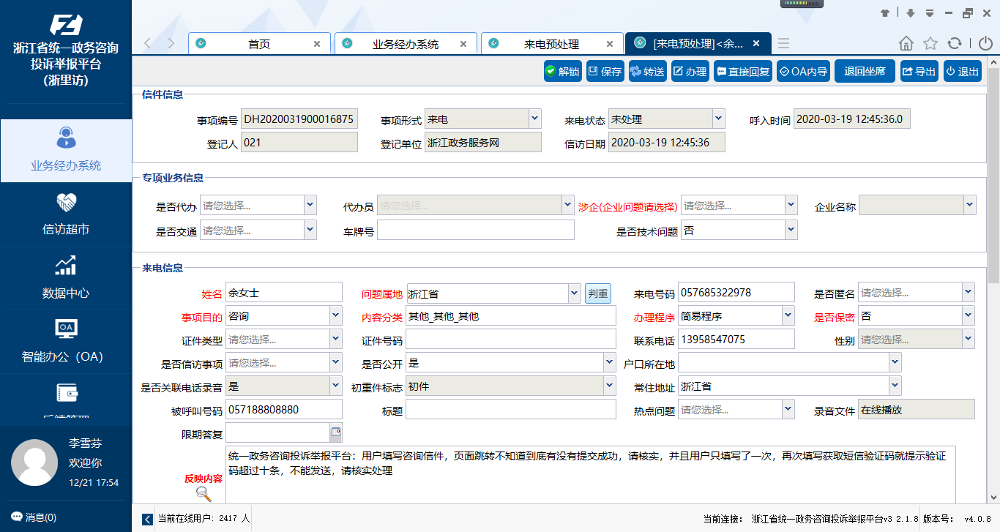 浙江省统一政务咨询
投诉举报平台
(浙里访)
首页
业务经办系统
来电预处理
[来电预处理]<余...
解锁 保存 转送 办理 直接回复 OA内导 退回坐席 导出 退出
业务经办系统
信访超市
数据中心
OA
智能办公（OA）
李雪芬
欢迎你
12/21 17:54
消息(0)
信件信息
事项编号 DH2020031900016875 事项形式 来电 来电状态 未处理 呼入时间 2020-03-19 12:45:36.0
登记人 021 登记单位 浙江政务服务网 信访日期 2020-03-19 12:45:36
专项业务信息
是否代办 请您选择... 代办员 请您选择... 涉企(企业问题请选择) 请您选择... 企业名称
是否交通 请您选择... 车牌号 是否技术问题 否
来电信息
姓名 余女士 问题属地 浙江省 判重 来电号码 057685322978 是否匿名 请您选择...
事项目的 咨询 内容分类 其他_其他_其他 办理程序 简易程序 是否保密 否
证件类型 请您选择... 证件号码 联系电话 13958547075 性别 请您选择...
是否信访事项 请您选择... 是否公开 是 户口所在地
是否关联电话录音 是 初重件标志 初件 常住地址 浙江省
被呼叫号码 057188808880 标题 热点问题 请您选择... 录音文件 在线播放
限期答复
反映内容 统一政务咨询投诉举报平台：用户填写咨询信件，页面跳转不知道到底有没有提交成功，请核实，并且用户只填写了一次，再次填写获取短信验证码就提示验证
码超过十条，不能发送，请核实处理
当前在线用户: 2417 人
当前连接： 浙江省统一政务咨询投诉举报平台v3 2.1.8 版本号： v4.0.8